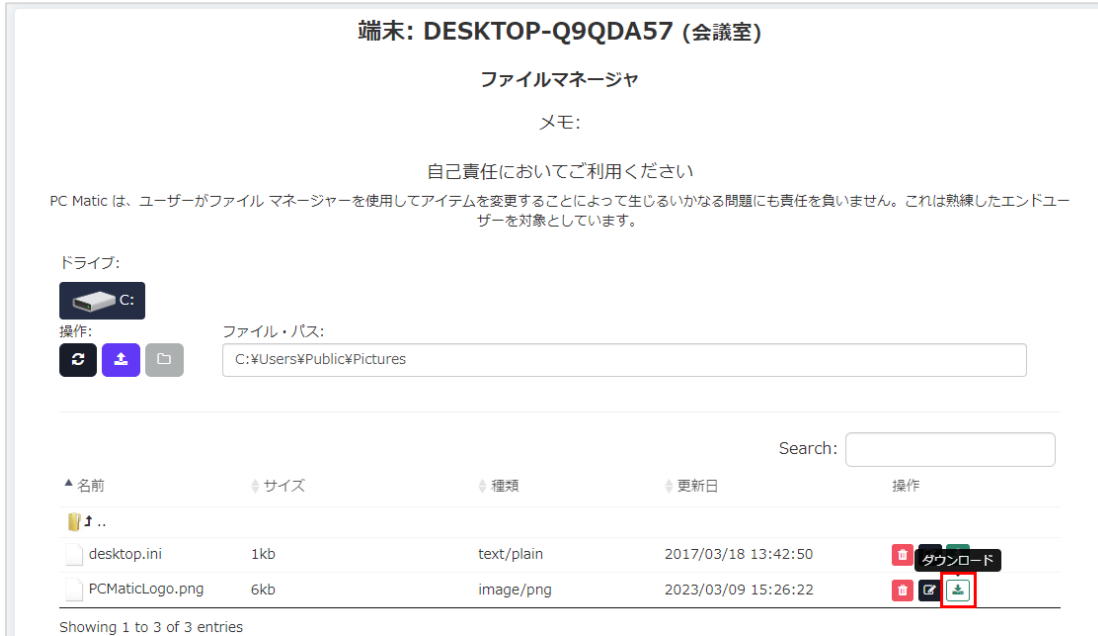 端末: DESKTOP-Q9QDA57 (会議室)
ファイルマネージャ
メモ:
自己責任においてご利用ください
PC Matic は、ユーザーがファイル マネージャーを使用してアイテムを変更することによって生じるいかなる問題にも責任を負いません。これは熟練したエンドユー
ザーを対象としています。
ドライブ:
C:
操作: ファイル・パス:
C:¥Users¥Public¥Pictures
Search:
名前 サイズ 種類 更新日 操作
..
desktop.ini 1kb text/plain 2017/03/18 13:42:50
ダウンロード
PCMaticLogo.png 6kb image/png 2023/03/09 15:26:22
Showing 1 to 3 of 3 entries